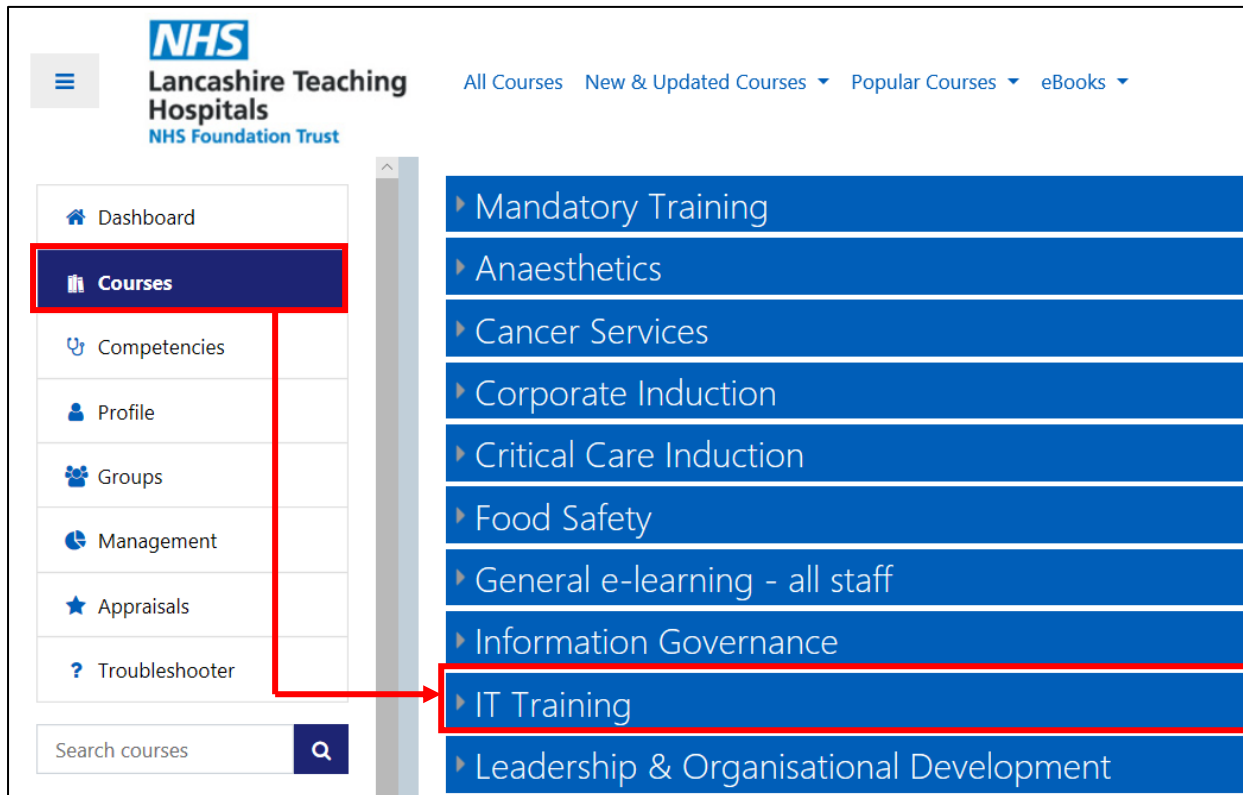 NHS
Lancashire Teaching
Hospitals
NHS Foundation Trust
All Courses New & Updated Courses Popular Courses eBooks
Dashboard
Courses
Competencies
Profile
Groups
Management
Appraisals
? Troubleshooter
Search courses
Mandatory Training
Anaesthetics
Cancer Services
Corporate Induction
Critical Care Induction
Food Safety
General e-learning - all staff
Information Governance
IT Training
Leadership & Organisational Development